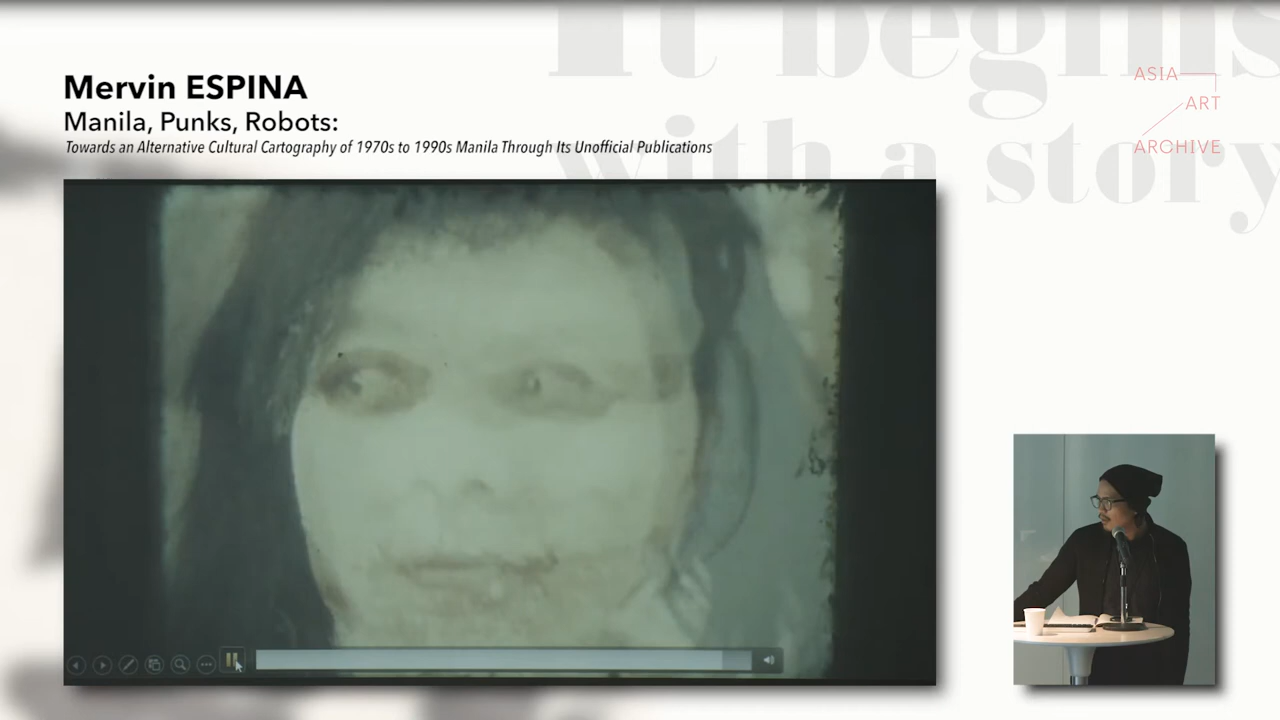 It begins
with a story
Mervin ESPINA
Manila, Punks, Robots:
Towards an Alternative Cultural Cartography of 1970s to 1990s Manila Through Its Unofficial Publications
ASIA
ART
ARCHIVE